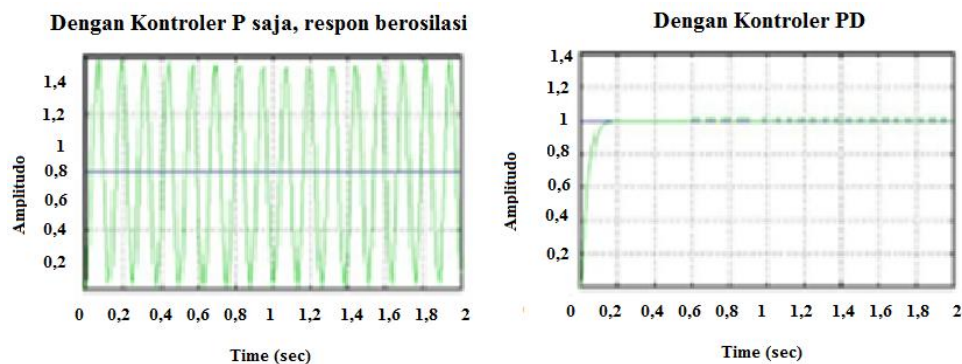 Dengan Kontroler P saja, respon berosilasi
Amplitudo
1,4
1,2
1
0,8
0,6
0,4
0,2
0 0,2 0,4 0,6 0,8 1 1,2 1,4 1,6 1,8 2
Time (sec)
Dengan Kontroler PD
Amplitudo
1,4
1,2
1
0,8
0,6
0,4
0,2
0 0,2 0,4 0,6 0,8 1 1,2 1,4 1,6 1,8 2
Time (sec)